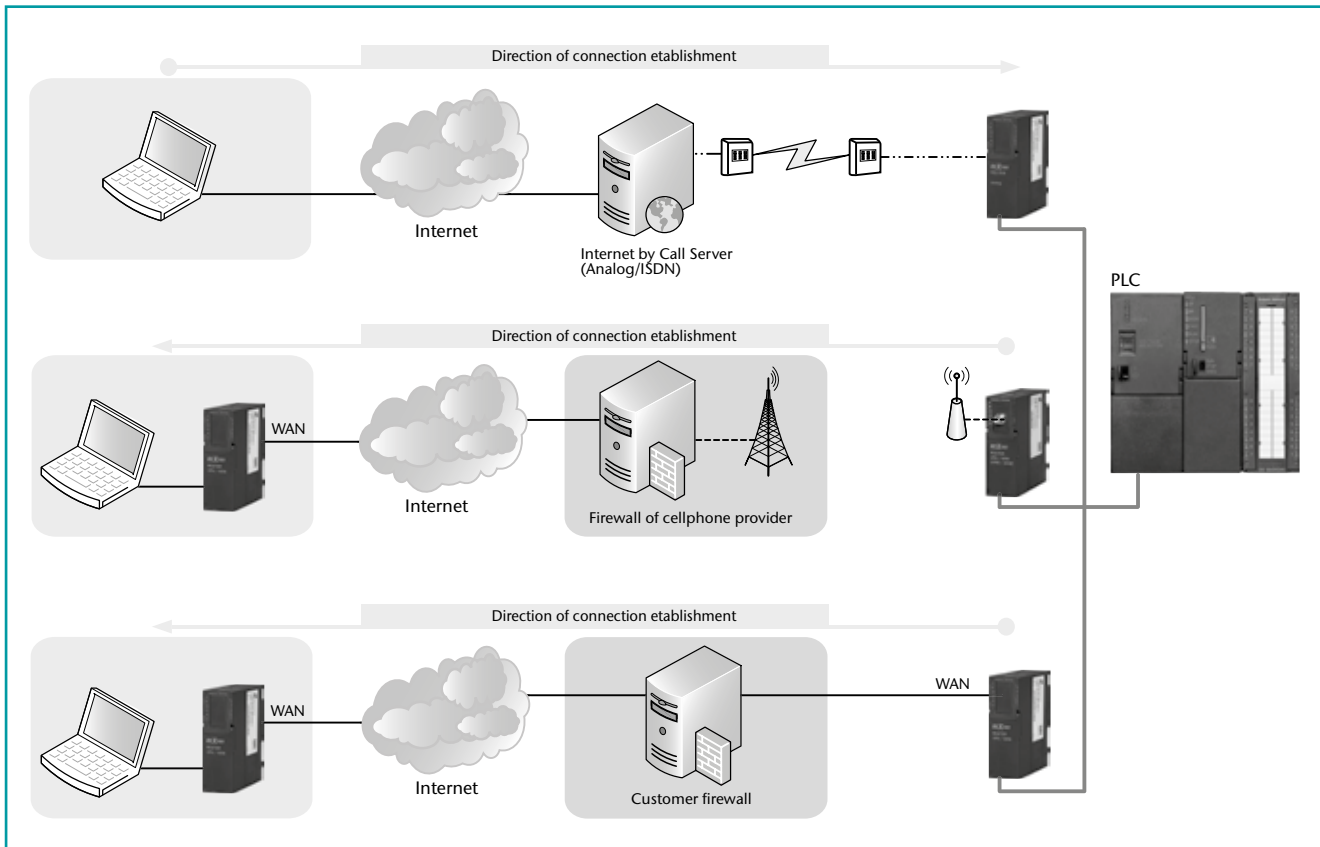 Direction of connection etablishment
Internet
Internet by Call Server
(Analog/ISDN)
PLC
Direction of connection etablishment
WAN
Internet
Firewall of cellphone provider
Direction of connection etablishment
WAN
WAN
Internet
Customer firewall